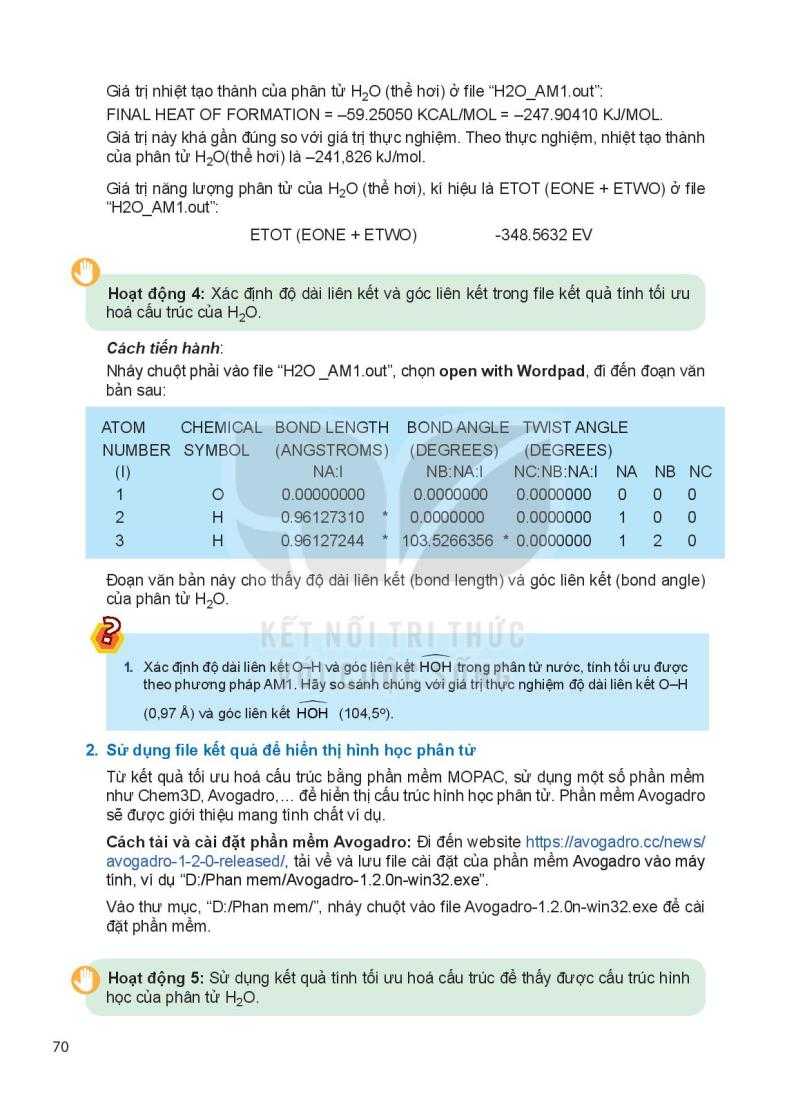 Giá trị nhiệt tạo thành của phân tử H₂O (thể hơi) ở file “H2O_AM1.out”:
FINAL HEAT OF FORMATION = –59.25050 KCAL/MOL = –247.90410 KJ/MOL.
Giá trị này khá gần đúng so với giá trị thực nghiệm. Theo thực nghiệm, nhiệt tạo thành
của phân tử H₂O(thể hơi) là –241,826 kJ/mol.
Giá trị năng lượng phân tử của H₂O (thể hơi), kí hiệu là ETOT (EONE + ETWO) ở file
“H2O_AM1.out”:
ETOT (EONE + ETWO) -348.5632 EV
Hoạt động 4: Xác định độ dài liên kết và góc liên kết trong file kết quả tính tối ưu
hoá cấu trúc của H₂O.
Cách tiến hành:
Nháy chuột phải vào file “H2O _AM1.out”, chọn open with Wordpad, đi đến đoạn văn
bản sau:
ATOM CHEMICAL BOND LENGTH BOND ANGLE TWIST ANGLE
NUMBER SYMBOL (ANGSTROMS) (DEGREES) (DEGREES)
(I) NA:I NB:NA:I NC:NB:NA:I NA NB NC
1 O 0.00000000 0.0000000 0.0000000 0 0 0
2 H 0.96127310 * 0.0000000 0.0000000 1 0 0
3 H 0.96127244 * 103.5266356 * 0.0000000 1 2 0
Đoạn văn bản này cho thấy độ dài liên kết (bond length) và góc liên kết (bond angle)
của phân tử H₂O.
KẾT NỐI TRI THỨC
VỚI CUỘC SỐNG
?
1. Xác định độ dài liên kết O–H và góc liên kết HOH trong phân tử nước, tính tối ưu được
theo phương pháp AM1. Hãy so sánh chúng với giá trị thực nghiệm độ dài liên kết O–H
(0,97 Å) và góc liên kết HOH (104,5º).
2. Sử dụng file kết quả để hiển thị hình học phân tử
Từ kết quả tối ưu hoá cấu trúc bằng phần mềm MOPAC, sử dụng một số phần mềm
như Chem3D, Avogadro,… để hiển thị cấu trúc hình học phân tử. Phần mềm Avogadro
sẽ được giới thiệu mang tính chất ví dụ.
Cách tải và cài đặt phần mềm Avogadro: Đi đến website https://avogadro.cc/news/
avogadro-1-2-0-released/, tải về và lưu file cài đặt của phần mềm Avogadro vào máy
tính, ví dụ “D:/Phan mem/Avogadro-1.2.0n-win32.exe”.
Vào thư mục, “D:/Phan mem/”, nháy chuột vào file Avogadro-1.2.0n-win32.exe để cài
đặt phần mềm.
Hoạt động 5: Sử dụng kết quả tính tối ưu hoá cấu trúc để thấy được cấu trúc hình
học của phân tử H₂O.
70